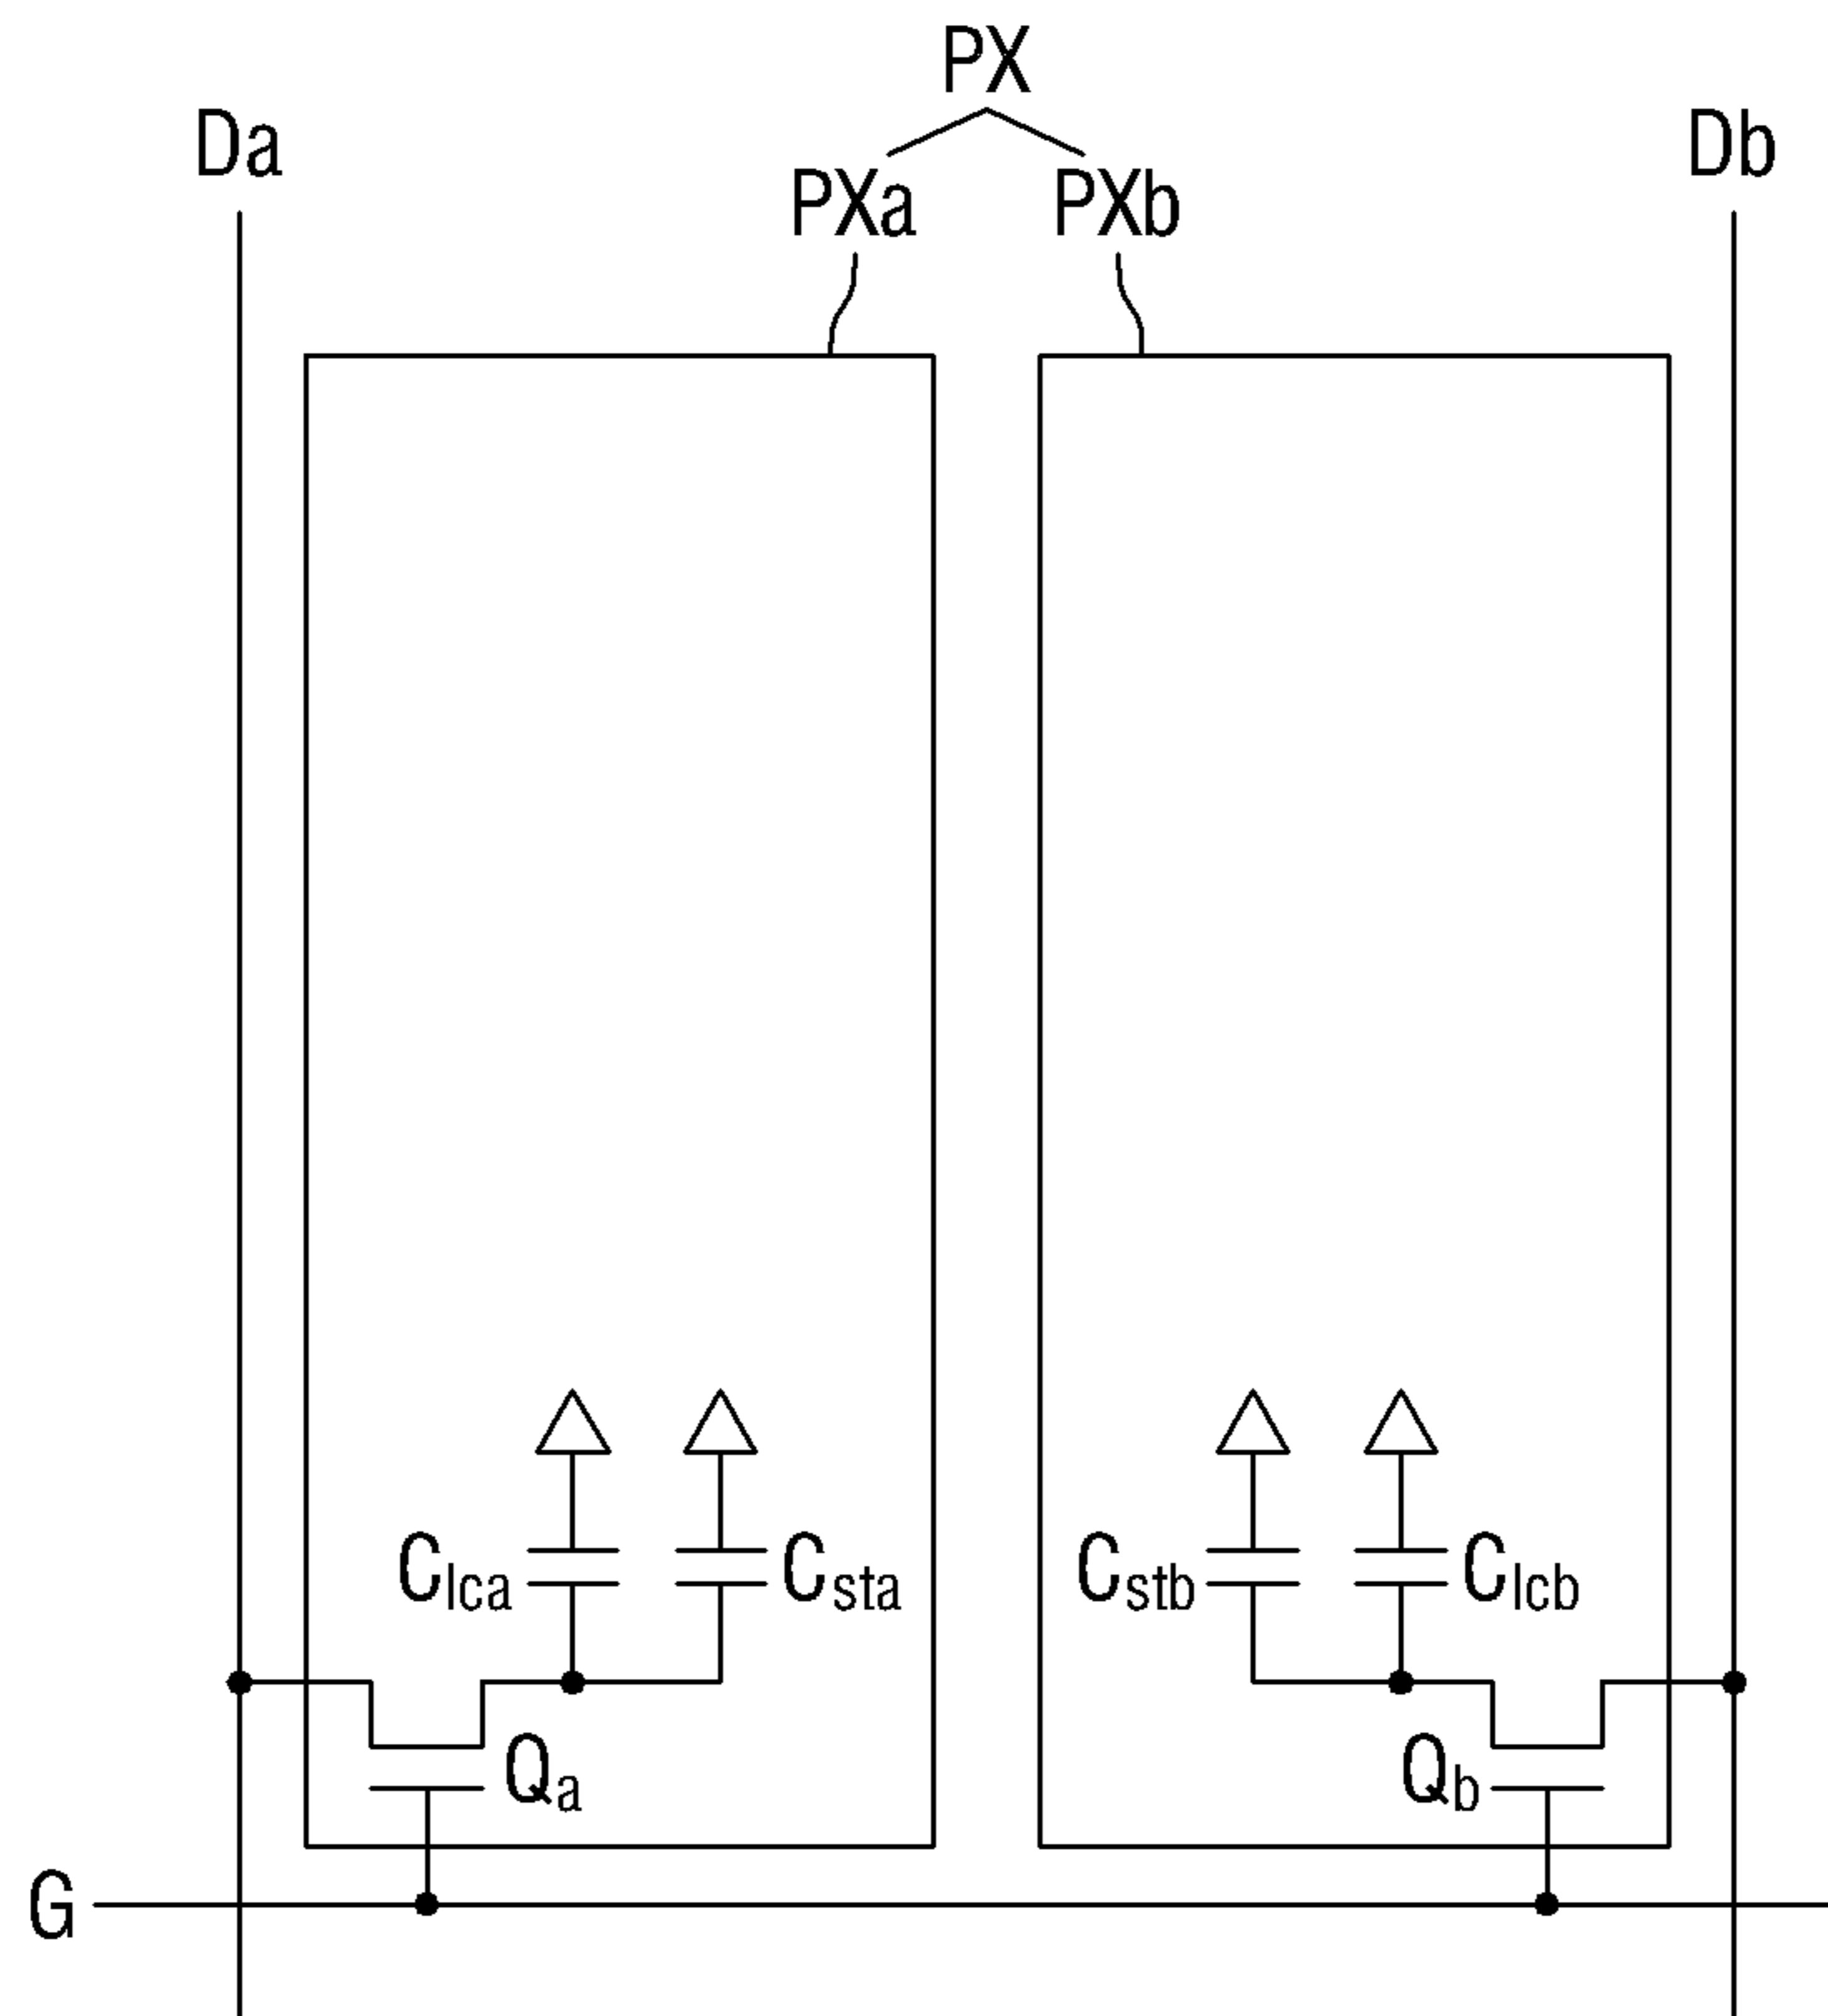 PX
Da Db
PXa PXb
Clca Csta Cstb Clcb
Qa Qb
G